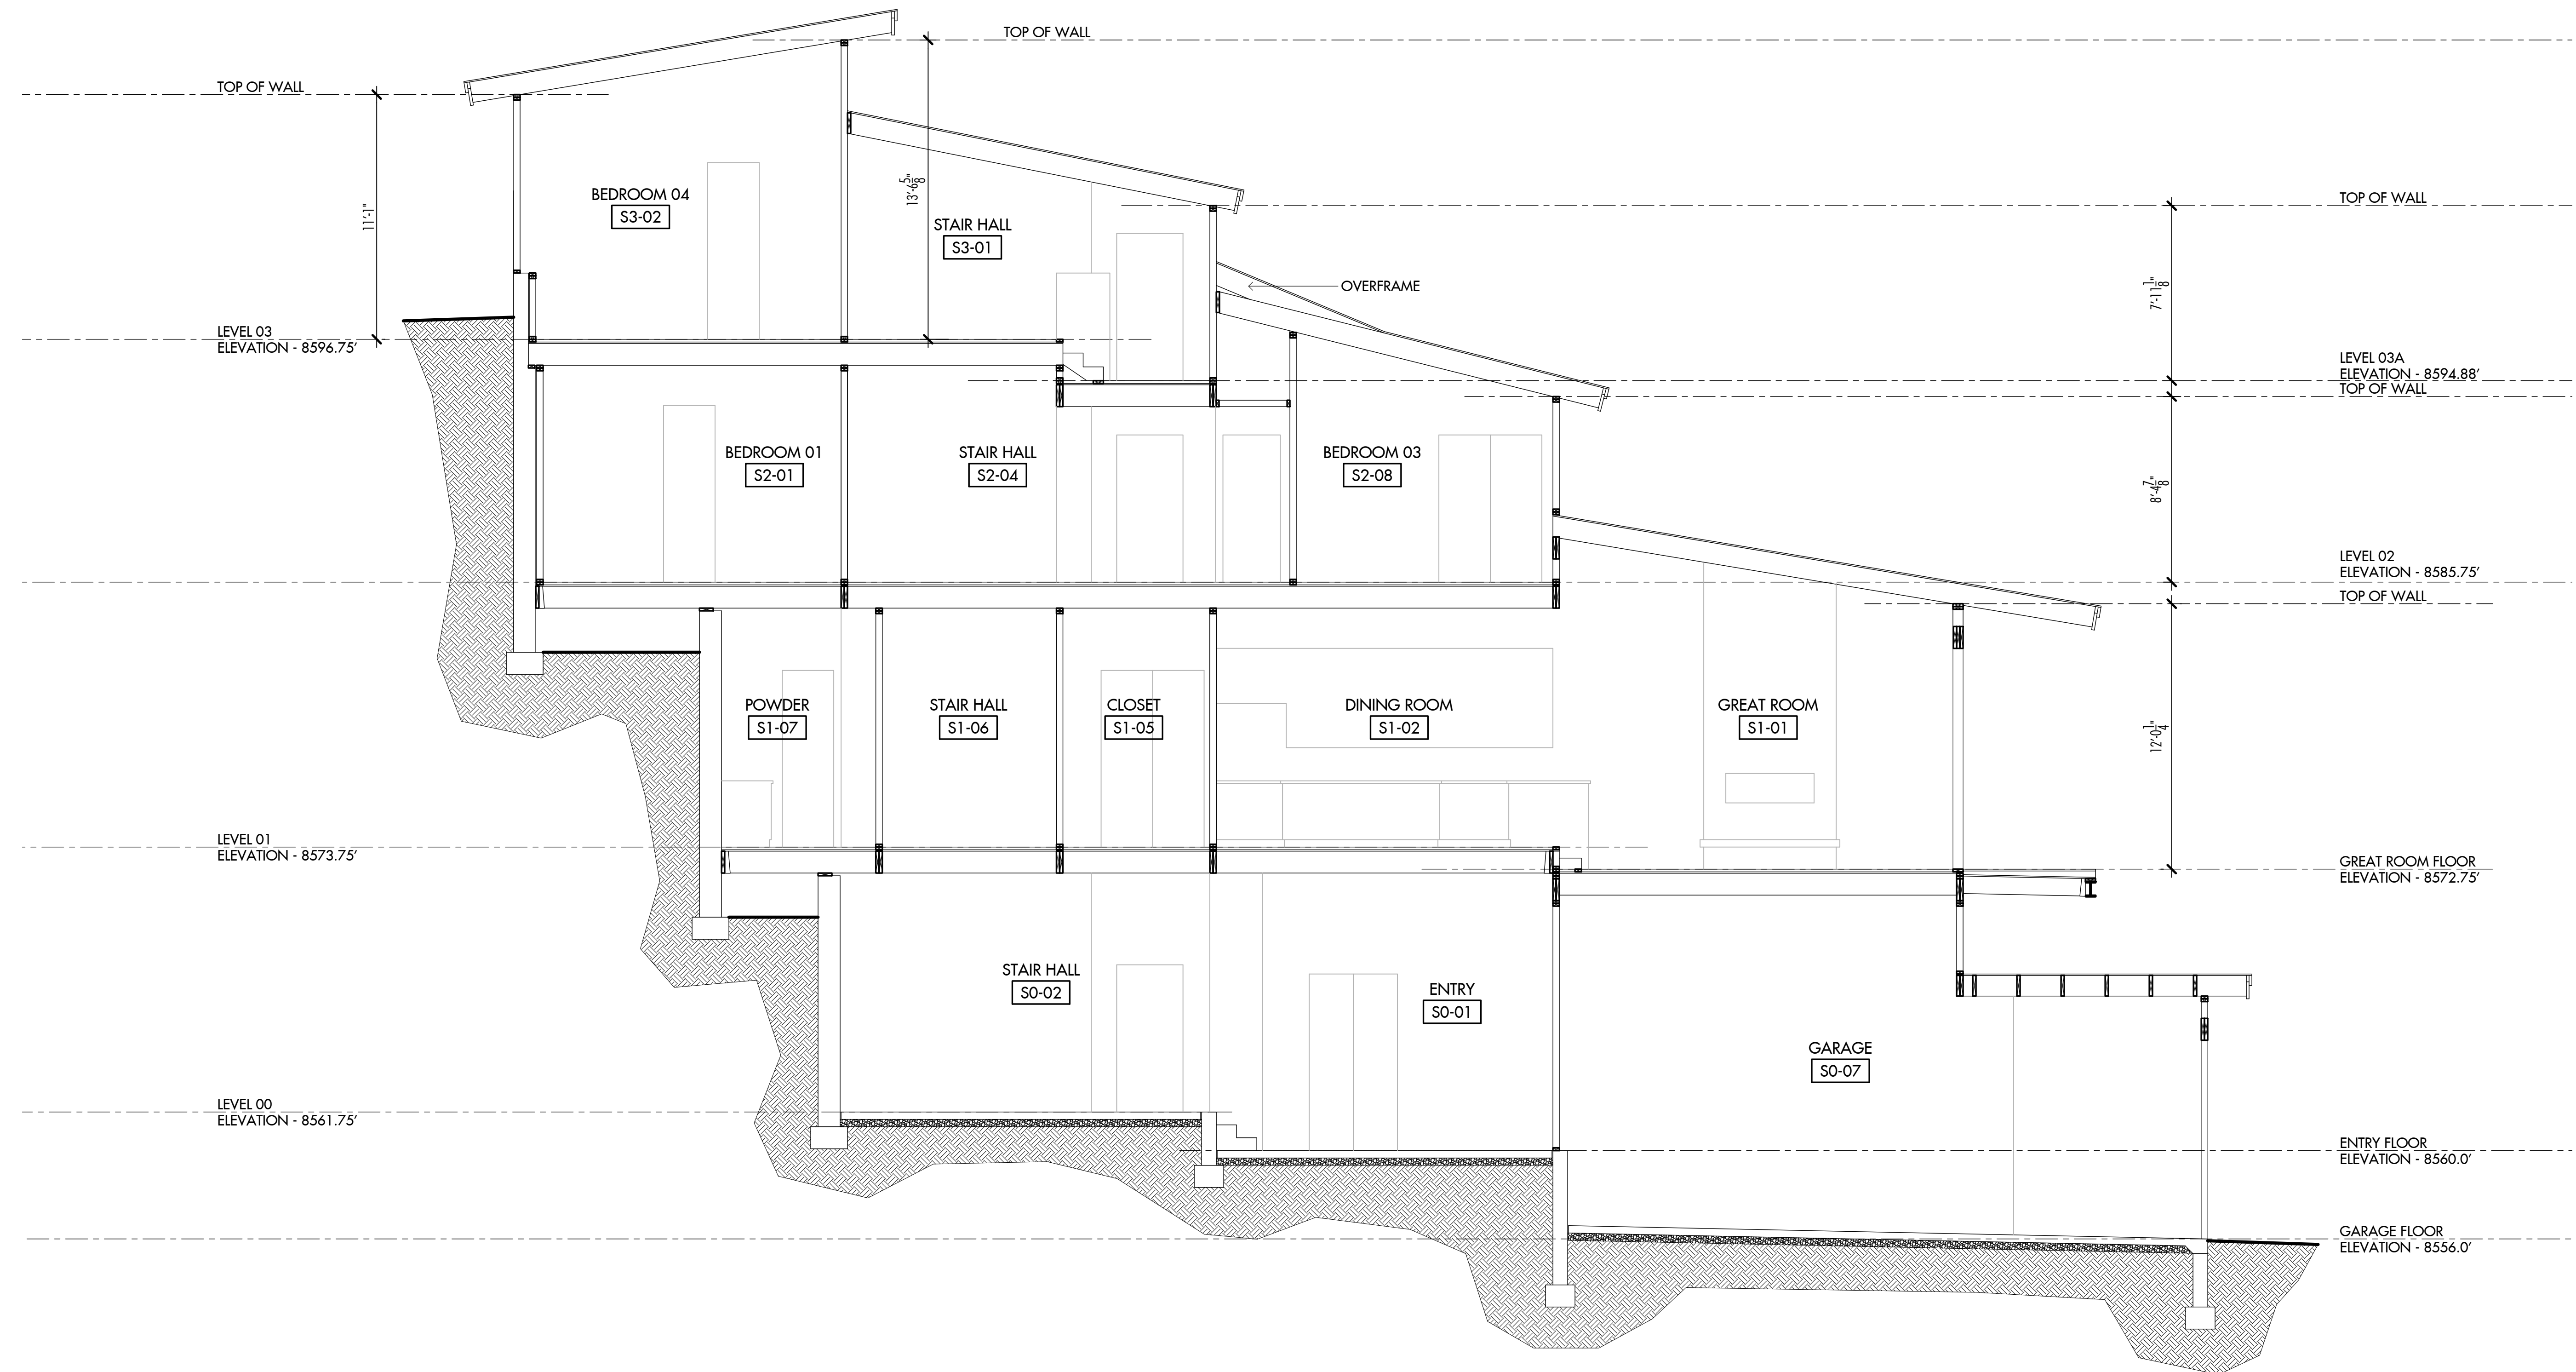 TOP OF WALL
TOP OF WALL
11'-1"
13'-6 5/8"
BEDROOM 04
S3-02
STAIR HALL
S3-01
TOP OF WALL
7'-11 1/8"
OVERFRAME
LEVEL 03
ELEVATION - 8596.75'
LEVEL 03A
ELEVATION - 8594.88'
TOP OF WALL
BEDROOM 01
S2-01
STAIR HALL
S2-04
BEDROOM 03
S2-08
8'-4 7/8"
LEVEL 02
ELEVATION - 8585.75'
TOP OF WALL
POWDER
S1-07
STAIR HALL
S1-06
CLOSET
S1-05
DINING ROOM
S1-02
GREAT ROOM
S1-01
12'-0 1/4"
LEVEL 01
ELEVATION - 8573.75'
GREAT ROOM FLOOR
ELEVATION - 8572.75'
STAIR HALL
S0-02
ENTRY
S0-01
GARAGE
S0-07
LEVEL 00
ELEVATION - 8561.75'
ENTRY FLOOR
ELEVATION - 8560.0'
GARAGE FLOOR
ELEVATION - 8556.0'